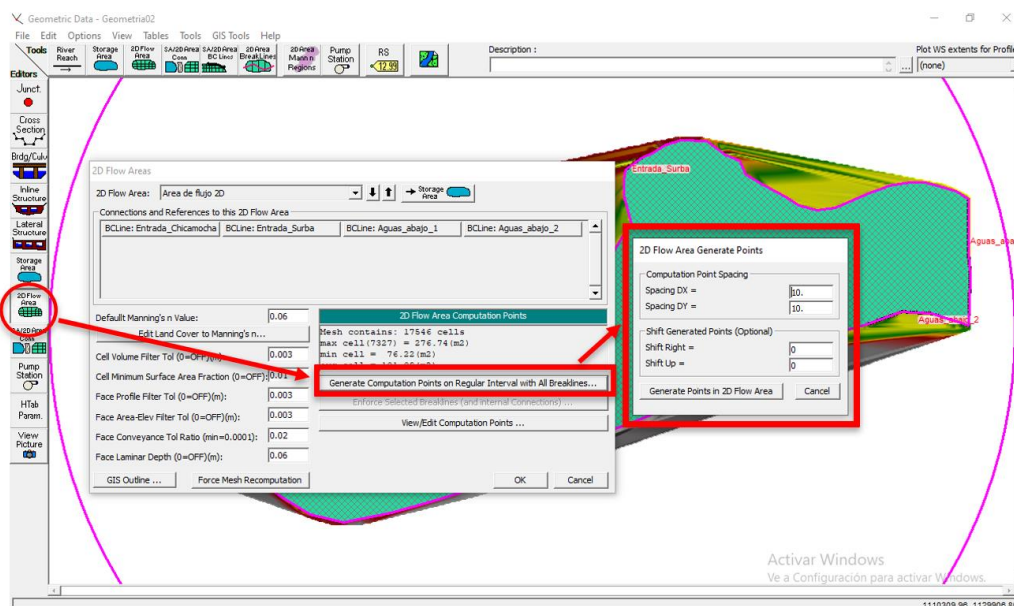 Geometric Data - Geometria02
File Edit Options View Tables Tools GIS Tools Help
Tools
River
Reach
Storage
Area
2D Flow
Area
SA/2D Area
Conn
SA/2D Area
BC Lines
2D Area
BreakLines
2D Area
Mann n
Regions
Pump
Station
RS
12.99
Description :
Plot WS extents for Profile
... (none)
Editors
Junct.
Cross
Section
Brdg/Culv
Inline
Structure
Lateral
Structure
Storage
Area
2D Flow
Area
SA/2D Area
Conn
Pump
Station
HTab
Param.
View
Picture
Entrada_Surba
Aguas_aba
Aguas_abajo_2
2D Flow Areas
2D Flow Area: Area de flujo 2D
Storage
Area
Connections and References to this 2D Flow Area
BCLine: Entrada_Chicamocha BCLine: Entrada_Surba BCLine: Aguas_abajo_1 BCLine: Aguas_abajo_2
Default Manning's n Value: 0.06
Edit Land Cover to Manning's n...
Cell Volume Filter Tol (0=OFF)(m): 0.003
Cell Minimum Surface Area Fraction (0=OFF): 0.01
Face Profile Filter Tol (0=OFF)(m): 0.003
Face Area-Elev Filter Tol (0=OFF)(m): 0.003
Face Conveyance Tol Ratio (min=0.0001): 0.02
Face Laminar Depth (0=OFF)(m): 0.06
2D Flow Area Computation Points
Mesh contains: 17546 cells
max cell(7327) = 276.74(m2)
min cell = 76.22(m2)
Generate Computation Points on Regular Interval with All Breaklines...
Enforce Selected Breaklines (and internal Connections) ...
View/Edit Computation Points ...
GIS Outline ... Force Mesh Recomputation OK Cancel
2D Flow Area Generate Points
Computation Point Spacing
Spacing DX = 10.
Spacing DY = 10.
Shift Generated Points (Optional)
Shift Right = 0
Shift Up = 0
Generate Points in 2D Flow Area Cancel
Activar Windows
Ve a Configuración para activar Windows.